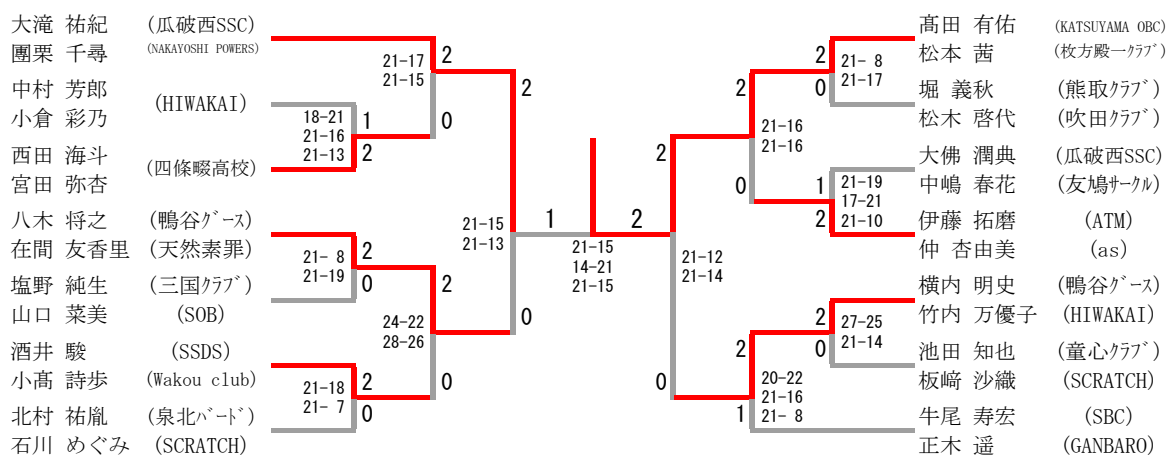 大滝 祐紀 (瓜破西SSC)
團栗 千尋 (NAKAYOSHI POWERS)
中村 芳郎
小倉 彩乃
(HIWAKAI)
西田 海斗
宮田 弥杏
(四條畷高校)
八木 将之 (鴨谷グース)
在間 友香里 (天然素罪)
塩野 純生 (三国クラブ)
山口 菜美 (SOB)
酒井 駿 (SSDS)
小髙 詩歩 (Wakou club)
北村 祐胤 (泉北バード)
石川 めぐみ (SCRATCH)
18-21
21-16
21-13
1
2
21- 8
21-19
2
0
21-18
21- 7
2
0
21-17
21-15
2
0
24-22
28-26
2
0
21-15
21-13
2
0
1
2
21-15
14-21
21-15
21-12
21-14
2
0
21-16
21-16
2
0
20-22
21-16
21- 8
2
1
21- 8
21-17
2
0
21-19
17-21
21-10
1
2
27-25
21-14
2
0
髙田 有佑 (KATSUYAMA OBC)
松本 茜 (枚方殿一クラブ)
堀 義秋 (熊取クラブ)
松木 啓代 (吹田クラブ)
大佛 潤典 (瓜破西SSC)
中嶋 春花 (友鳩サークル)
伊藤 拓磨 (ATM)
仲 杏由美 (as)
横内 明史 (鴨谷グース)
竹内 万優子 (HIWAKAI)
池田 知也 (童心クラブ)
板﨑 沙織 (SCRATCH)
牛尾 寿宏 (SBC)
正木 遥 (GANBARO)